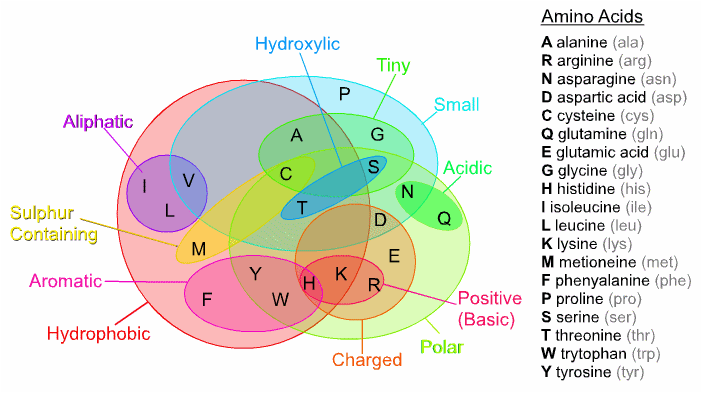 Hydroxylic
Tiny
Small
Aliphatic
Acidic
Sulphur
Containing
Aromatic
Hydrophobic
Charged
Positive
(Basic)
Polar
P
A
G
I
V
L
C
S
T
N
Q
D
M
E
Y
K
H
R
F
W
Amino Acids
A alanine (ala)
R arginine (arg)
N asparagine (asn)
D aspartic acid (asp)
C cysteine (cys)
Q glutamine (gln)
E glutamic acid (glu)
G glycine (gly)
H histidine (his)
I isoleucine (ile)
L leucine (leu)
K lysine (lys)
M metioneine (met)
F phenyalanine (phe)
P proline (pro)
S serine (ser)
T threonine (thr)
W trytophan (trp)
Y tyrosine (tyr)